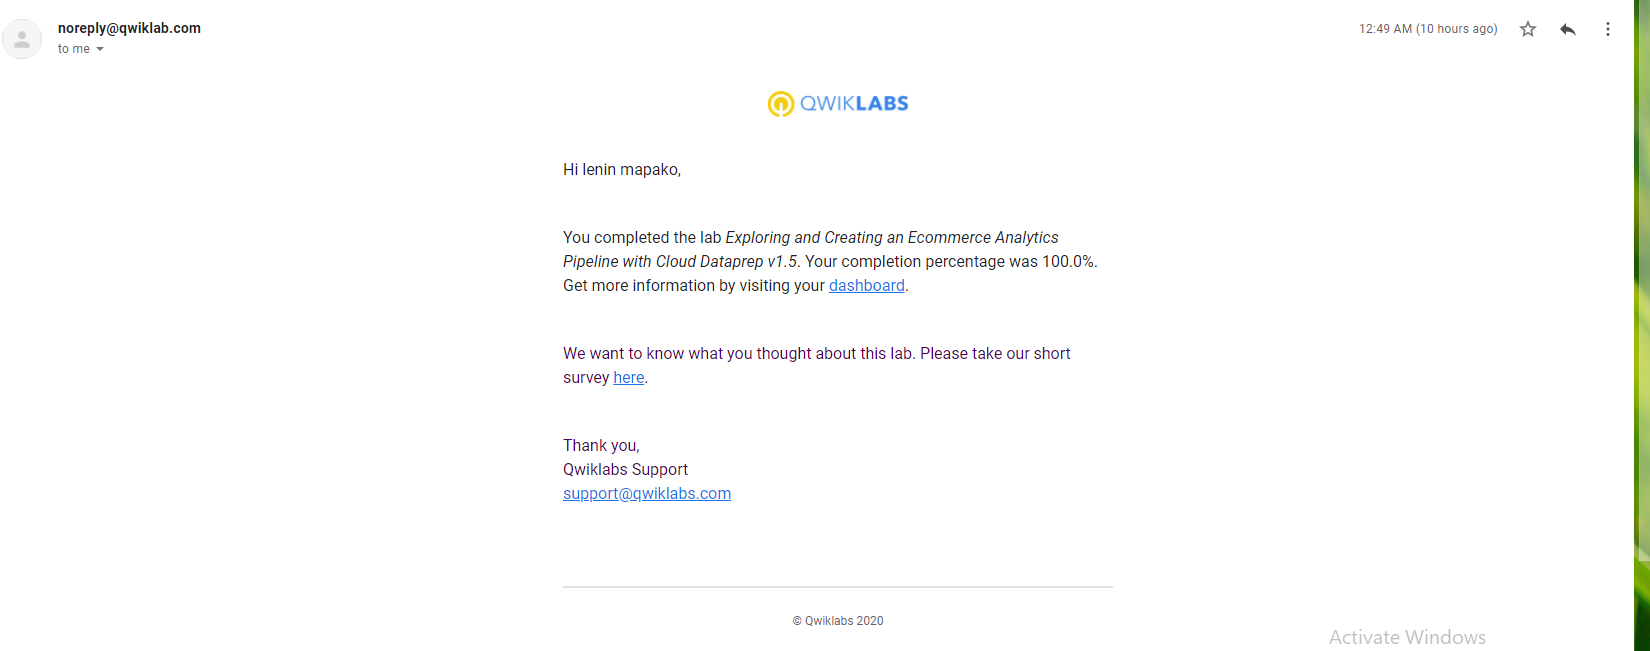 noreply@qwiklab.com
12:49 AM (10 hours ago)
to me
QWIKLABS
Hi lenin mapako,
You completed the lab Exploring and Creating an Ecommerce Analytics
Pipeline with Cloud Dataprep v1.5. Your completion percentage was 100.0%.
Get more information by visiting your dashboard.
We want to know what you thought about this lab. Please take our short
survey here.
Thank you,
Qwiklabs Support
support@qwiklabs.com
© Qwiklabs 2020
Activate Windows